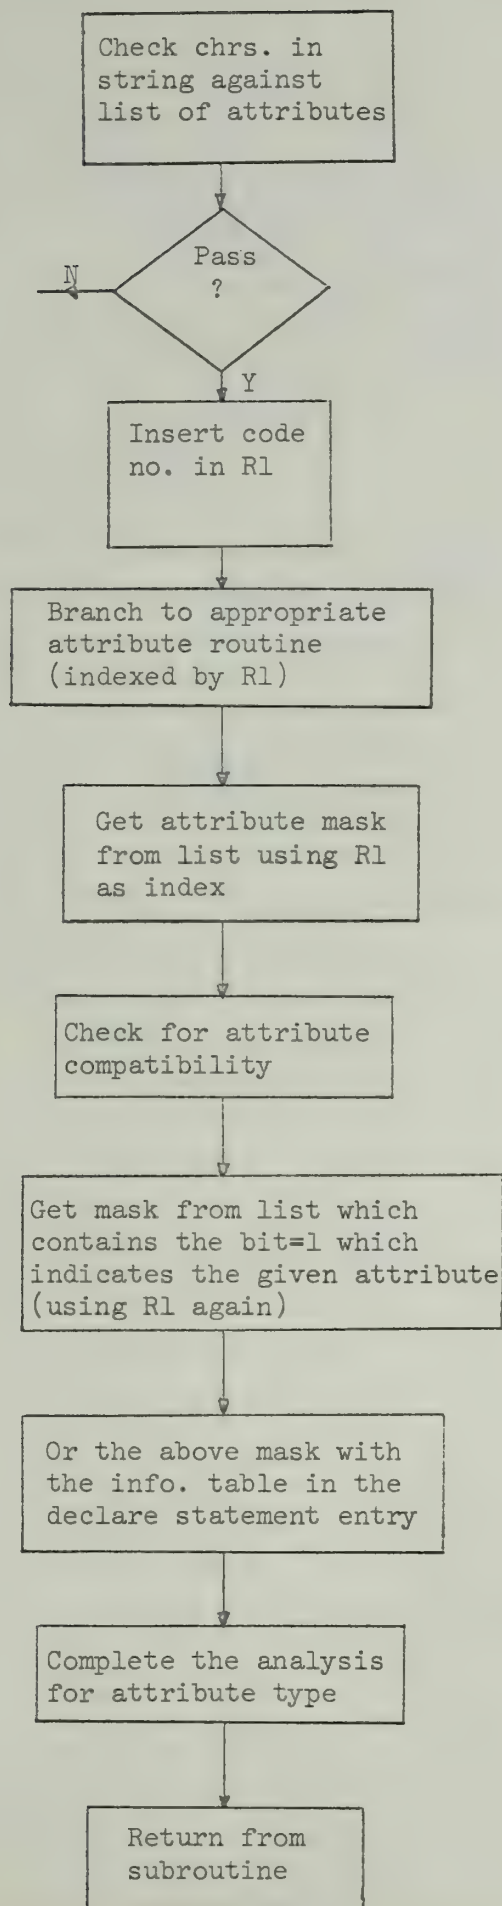 Check chrs. in
string against
list of attributes
Pass
?
N
Y
Insert code
no. in R1
Branch to appropriate
attribute routine
(indexed by R1)
Get attribute mask
from list using R1
as index
Check for attribute
compatibility
Get mask from list which
contains the bit=1 which
indicates the given attribute
(using R1 again)
Or the above mask with
the info. table in the
declare statement entry
Complete the analysis
for attribute type
Return from
subroutine